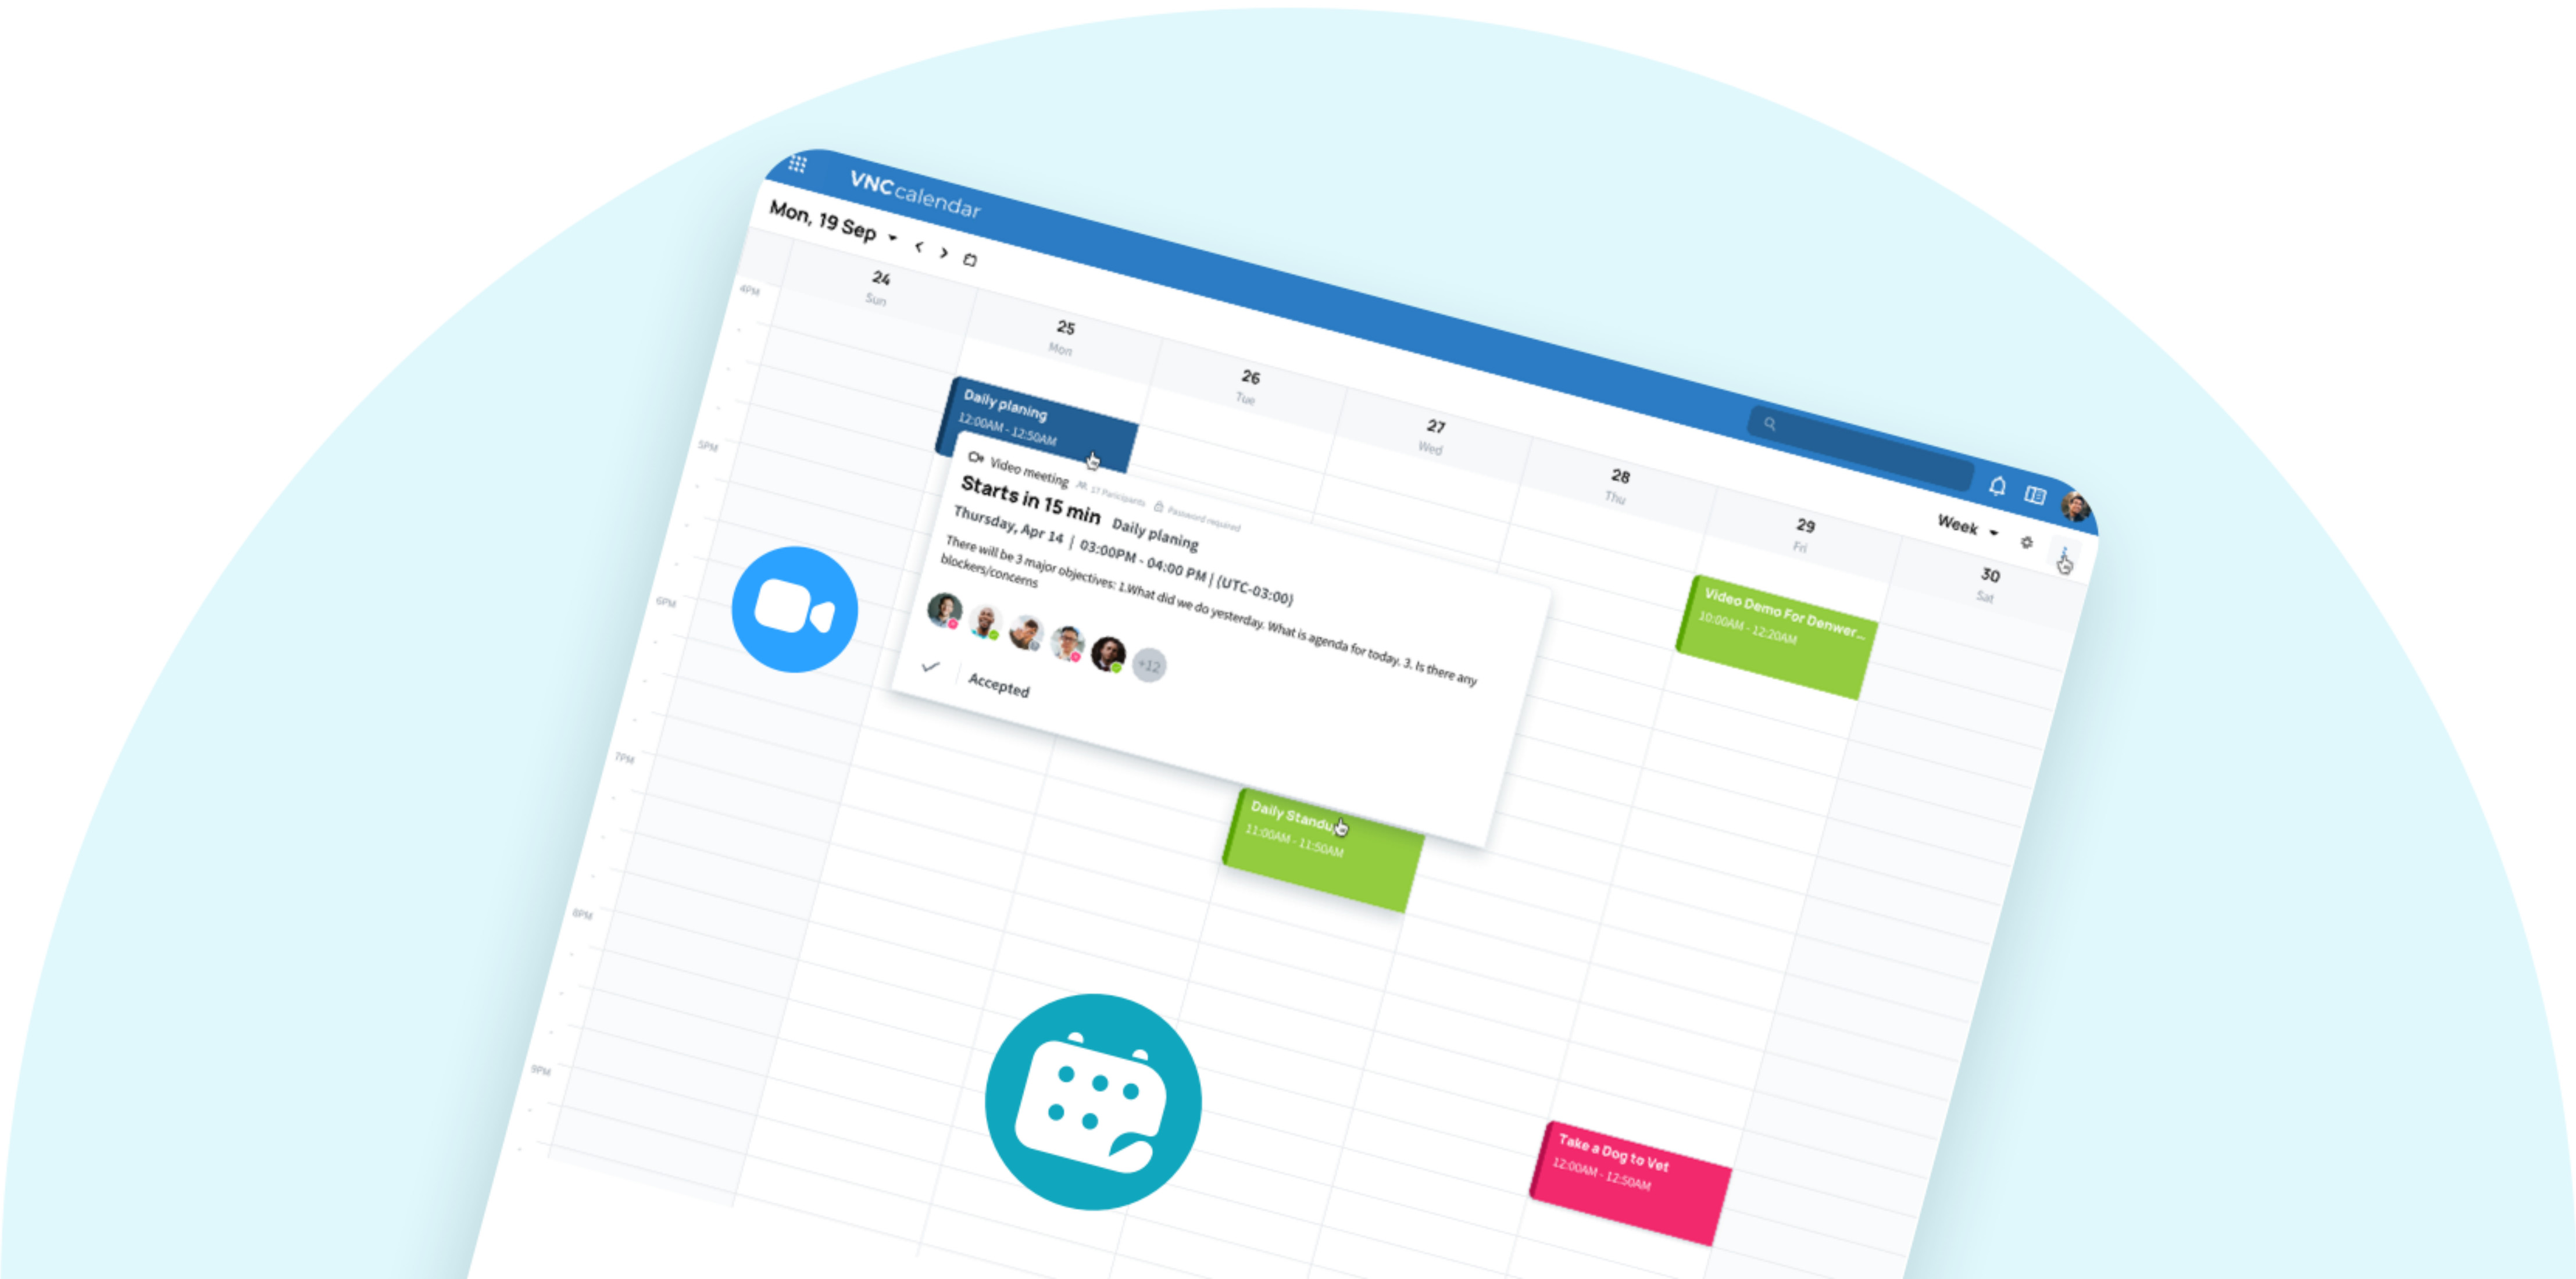 VNCcalendar
Mon, 19 Sep
Week
24
Sun
25
Mon
26
Tue
27
Wed
28
Thu
29
Fri
30
Sat
4PM
5PM
6PM
7PM
8PM
9PM
Daily planing
12:00AM - 12:50AM
Video meeting 17 Participants Password required
Starts in 15 min Daily planing
Thursday, Apr 14 | 03:00PM - 04:00 PM | (UTC-03:00)
There will be 3 major objectives: 1.What did we do yesterday. What is agenda for today. 3. Is there any
blockers/concerns
+12
Accepted
Video Demo For Denwer...
10:00AM - 12:20AM
Daily Standu
11:00AM - 11:50AM
Take a Dog to Vet
12:00AM - 12:50AM